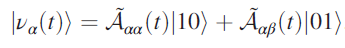 |ν_α(t)⟩ = Ã_αα(t)|10⟩ + Ã_αβ(t)|01⟩